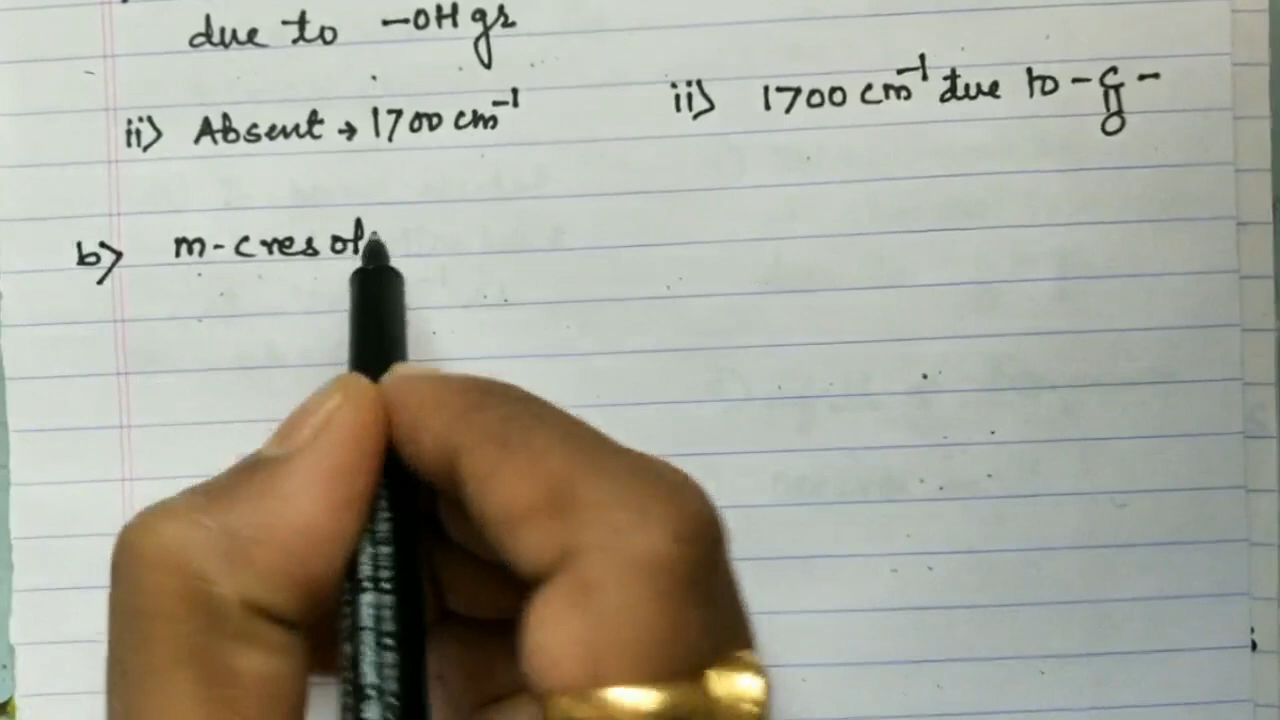 due to -OH gr
ii) Absent → 1700 cm⁻¹
ii) 1700 cm⁻¹ due to -C-
||
O
b) m-cresol